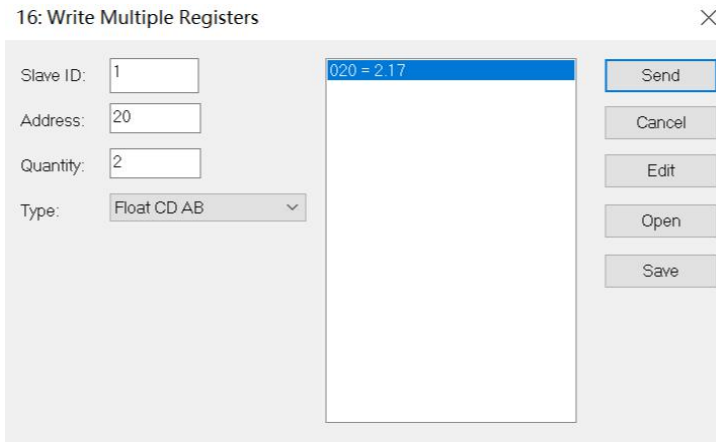 16: Write Multiple Registers
Slave ID: 1
020 = 2.17
Send
Address: 20
Cancel
Quantity: 2
Edit
Type: Float CD AB
Open
Save